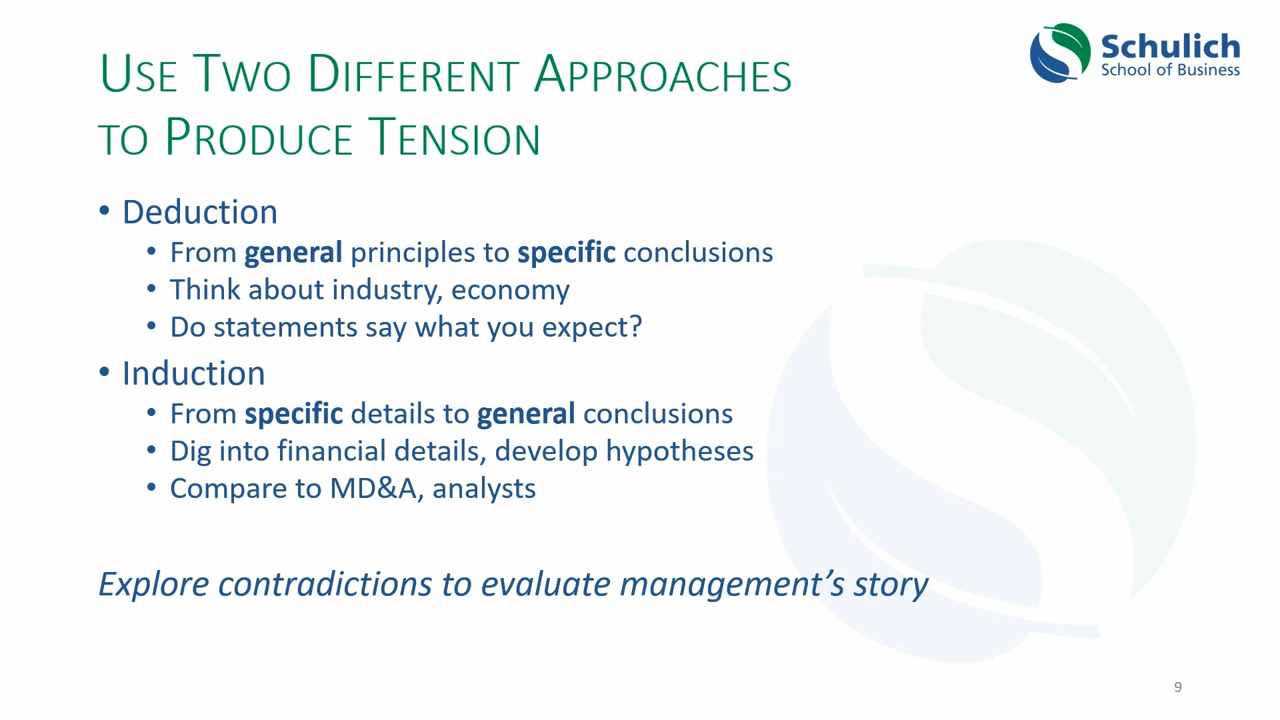 USE TWO DIFFERENT APPROACHES
TO PRODUCE TENSION
Schulich
School of Business
• Deduction
• From general principles to specific conclusions
• Think about industry, economy
• Do statements say what you expect?
• Induction
• From specific details to general conclusions
• Dig into financial details, develop hypotheses
• Compare to MD&A, analysts
Explore contradictions to evaluate management’s story
9